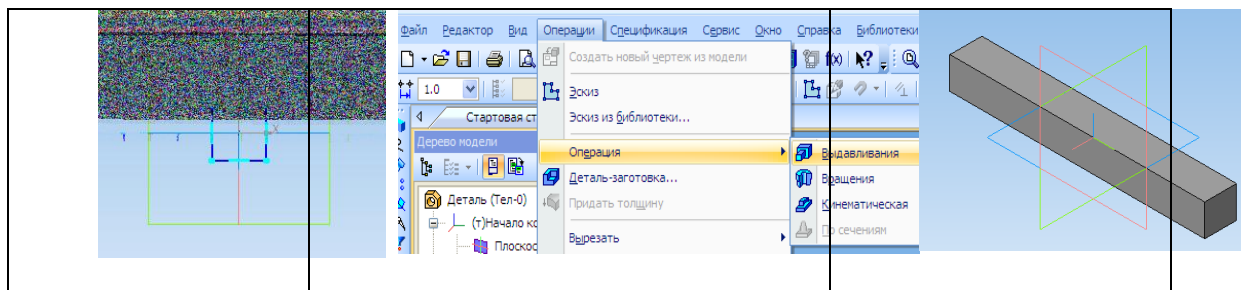 Файл Редактор Вид Операции Спецификация Сервис Окно Справка Библиотеки
Создать новый чертеж из модели
1.0
Эскиз
Стартовая ст
Эскиз из библиотеки...
Дерево модели
Операция
Выдавливания
Деталь-заготовка...
Вращения
Деталь (Тел-0)
Придать толщину
Кинематическая
(т)Начало ко
По сечениям
Плоскос
Вырезать